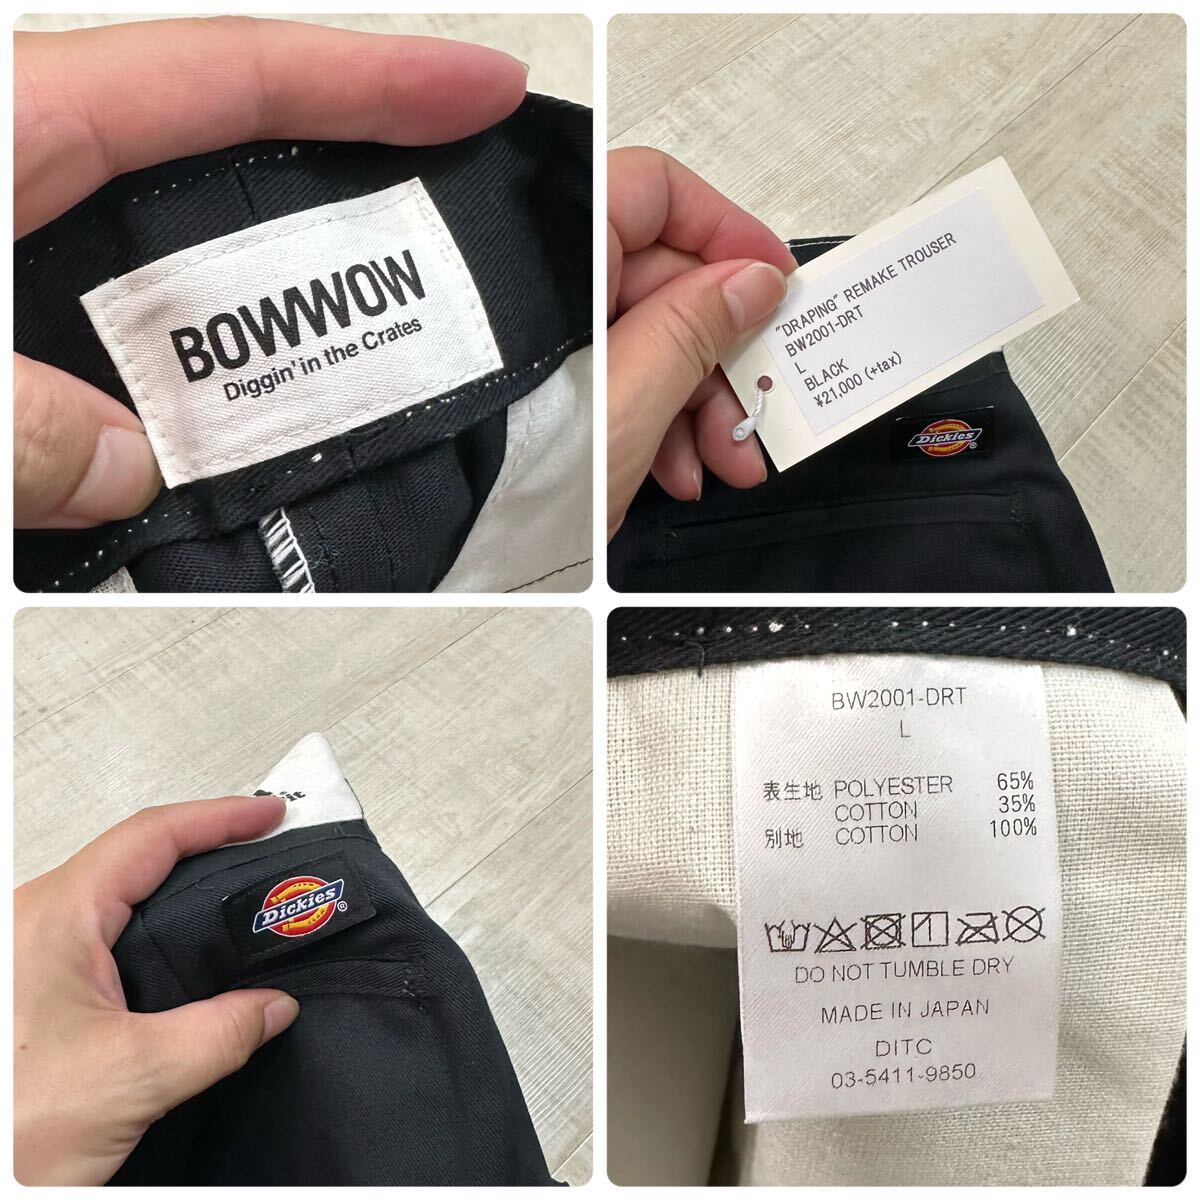 BOWWOW
Diggin' in the Crates
"DRAPING" REMAKE TROUSER
BW2001-DRT
L
BLACK
¥21,000 (+tax)
Dickies®
Dickies®
BW2001-DRT
L
表生地 POLYESTER 65%
COTTON 35%
別地 COTTON 100%
DO NOT TUMBLE DRY
MADE IN JAPAN
DITC
03-5411-9850